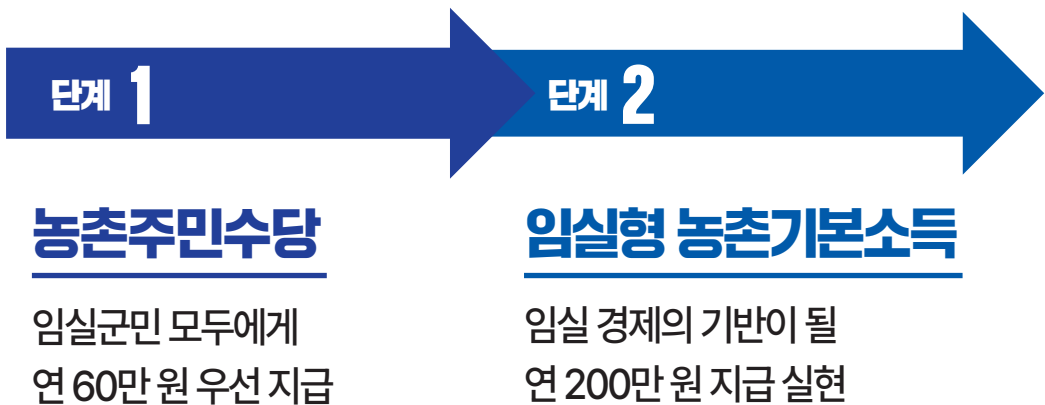 단계 1
단계 2
농촌주민수당
임실군민 모두에게
연 60만 원 우선 지급
임실형 농촌기본소득
임실 경제의 기반이 될
연 200만 원 지급 실현